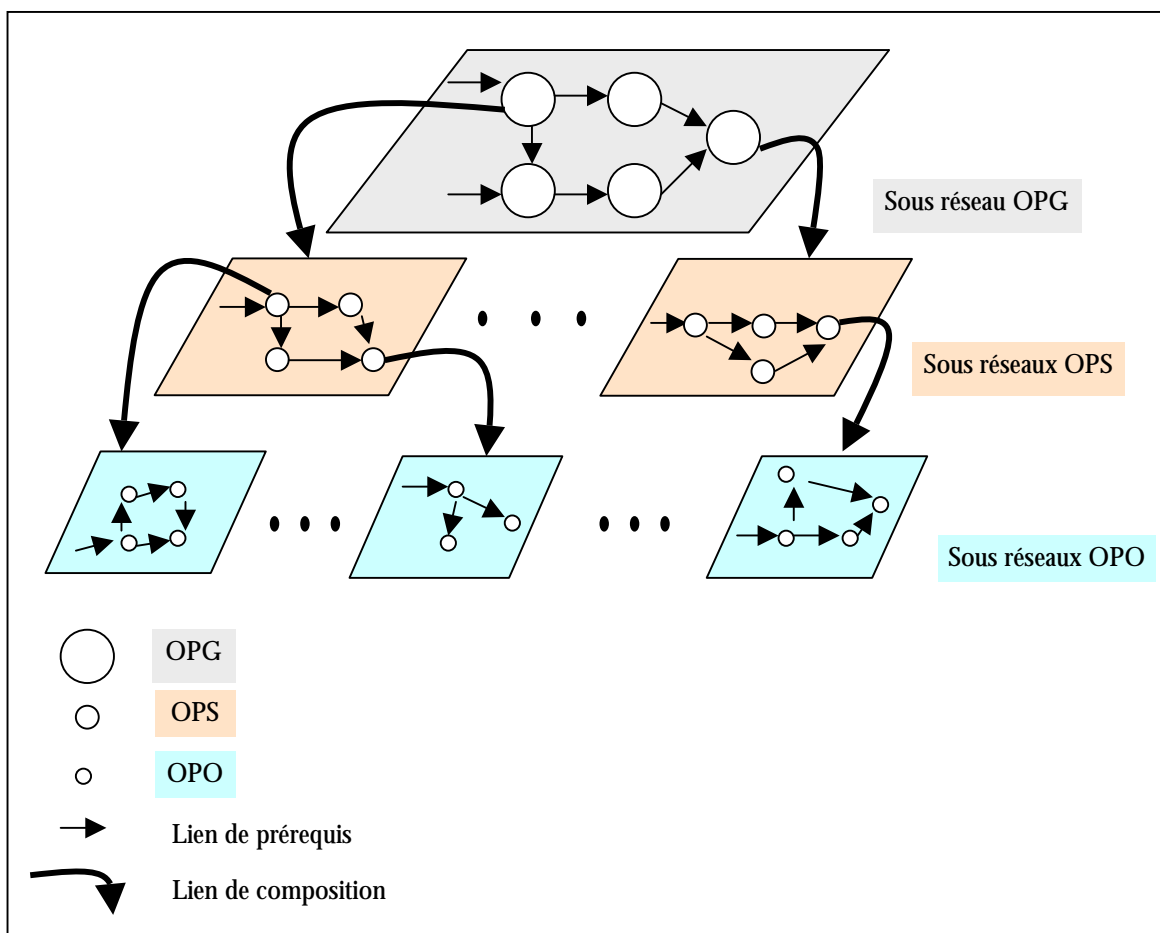 Sous réseau OPG
Sous réseaux OPS
Sous réseaux OPO
OPG
OPS
OPO
Lien de prérequis
Lien de composition